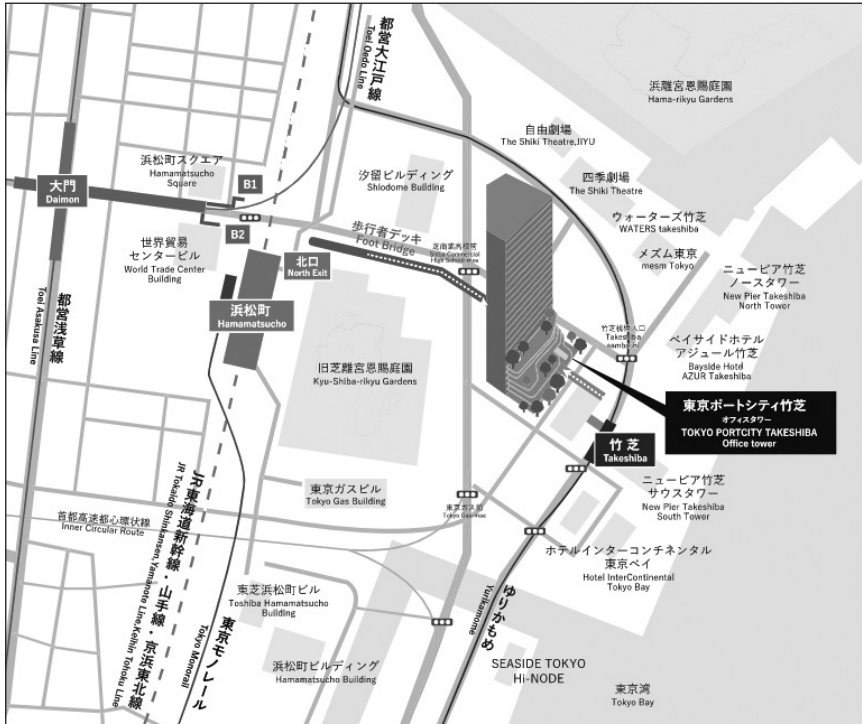 都営大江戸線
Toei Oedo Line
浜離宮恩賜庭園
Hama-rikyu Gardens
自由劇場
The Shiki Theatre,JIYU
浜松町スクエア
Hamamatsucho
Square
汐留ビルディング
Shiodome Building
四季劇場
The Shiki Theatre
大門
Daimon
B1
B2
ウォーターズ竹芝
WATERS takeshiba
歩行者デッキ
Foot Bridge
世界貿易
センタービル
World Trade Center
Building
北口
North Exit
メズム東京
mesm Tokyo
ニューピア竹芝
ノースタワー
New Pier Takeshiba
North Tower
浜松町
Hamamatsucho
都営浅草線
Toei Asakusa Line
ベイサイドホテル
アジュール竹芝
Bayside Hotel
AZUR Takeshiba
旧芝離宮恩賜庭園
Kyu-Shiba-rikyu Gardens
東京ポートシティ竹芝
オフィスタワー
TOKYO PORTCITY TAKESHIBA
Office tower
竹芝
Takeshiba
東京ガスビル
Tokyo Gas Building
ニューピア竹芝
サウスタワー
New Pier Takeshiba
South Tower
首都高速都心環状線
Inner Circular Route
JR東海道新幹線・山手線・京浜東北線
JR Tokaido Shinkansen,Yamanote Line,Keihin Tohoku Line
ホテルインターコンチネンタル
東京ベイ
Hotel InterContinental
Tokyo Bay
東芝浜松町ビル
Toshiba Hamamatsucho
Building
東京モノレール
Tokyo Monorail
ゆりかもめ
Yurikamome
浜松町ビルディング
Hamamatsucho Building
SEASIDE TOKYO
Hi-NODE
東京湾
Tokyo Bay